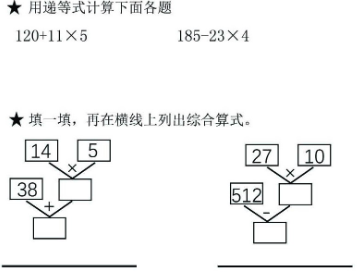 ★ 用递等式计算下面各题
120+11×5 185-23×4
★ 填一填，再在横线上列出综合算式。
14 5 27 10
× ×
38 512
+ -